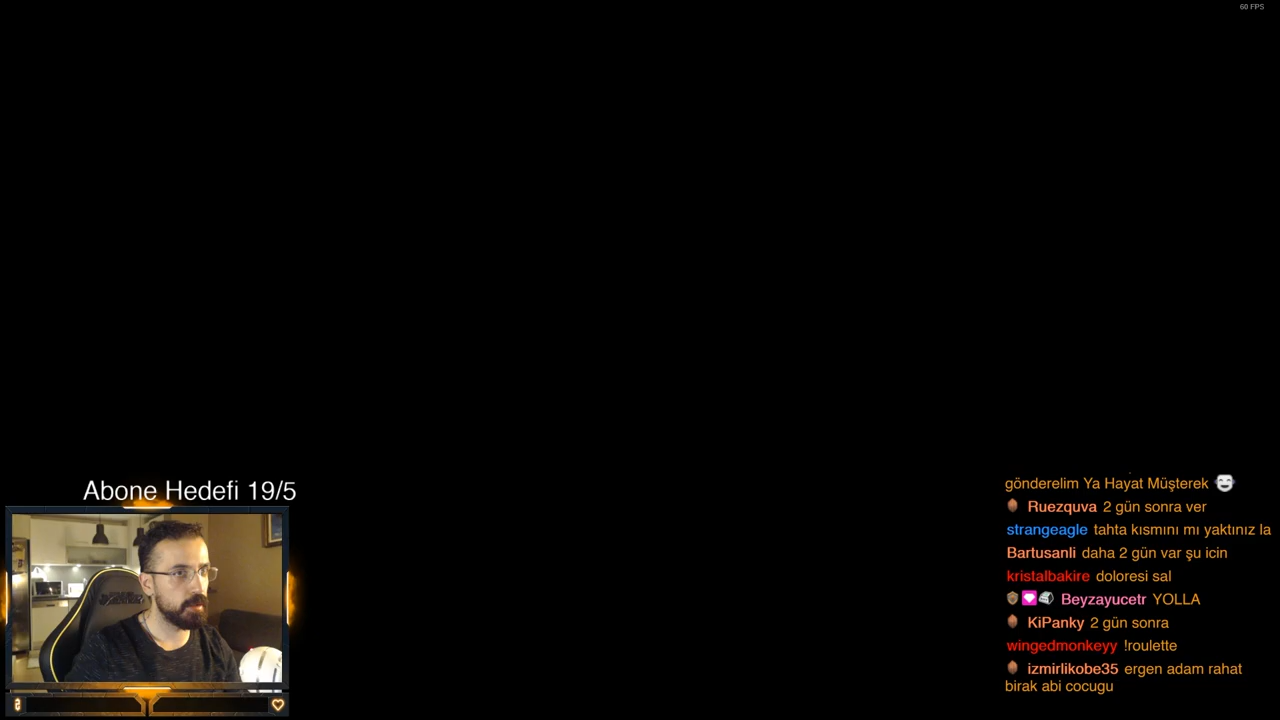 60 FPS
Abone Hedefi 19/5
gönderelim Ya Hayat Müşterek
Ruezquva 2 gün sonra ver
strangeagle tahta kısmını mı yaktınız la
Bartusanli daha 2 gün var şu icin
kristalbakire doloresi sal
Beyzayucetr YOLLA
KiPanky 2 gün sonra
wingedmonkeyy !roulette
izmirlikobe35 ergen adam rahat
birak abi cocugu